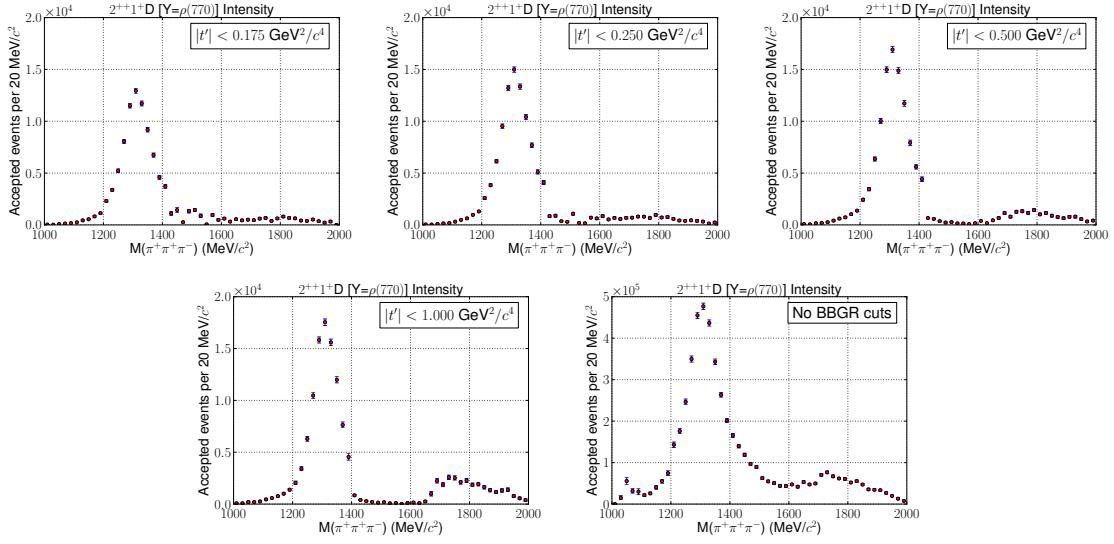 2⁺⁺1⁺D [Y=ρ(770)] Intensity
Accepted events per 20 MeV/c²
×10⁴
2.0
1.5
1.0
0.5
0.0
|t′| < 0.175 GeV²/c⁴
1000 1200 1400 1600 1800 2000
M(π⁺π⁺π⁻) (MeV/c²)
2⁺⁺1⁺D [Y=ρ(770)] Intensity
Accepted events per 20 MeV/c²
×10⁴
2.0
1.5
1.0
0.5
0.0
|t′| < 0.250 GeV²/c⁴
1000 1200 1400 1600 1800 2000
M(π⁺π⁺π⁻) (MeV/c²)
2⁺⁺1⁺D [Y=ρ(770)] Intensity
Accepted events per 20 MeV/c²
×10⁴
2.0
1.5
1.0
0.5
0.0
|t′| < 0.500 GeV²/c⁴
1000 1200 1400 1600 1800 2000
M(π⁺π⁺π⁻) (MeV/c²)
2⁺⁺1⁺D [Y=ρ(770)] Intensity
Accepted events per 20 MeV/c²
×10⁴
2.0
1.5
1.0
0.5
0.0
|t′| < 1.000 GeV²/c⁴
1000 1200 1400 1600 1800 2000
M(π⁺π⁺π⁻) (MeV/c²)
2⁺⁺1⁺D [Y=ρ(770)] Intensity
Accepted events per 20 MeV/c²
×10⁵
5
4
3
2
1
0
No BBGR cuts
1000 1200 1400 1600 1800 2000
M(π⁺π⁺π⁻) (MeV/c²)